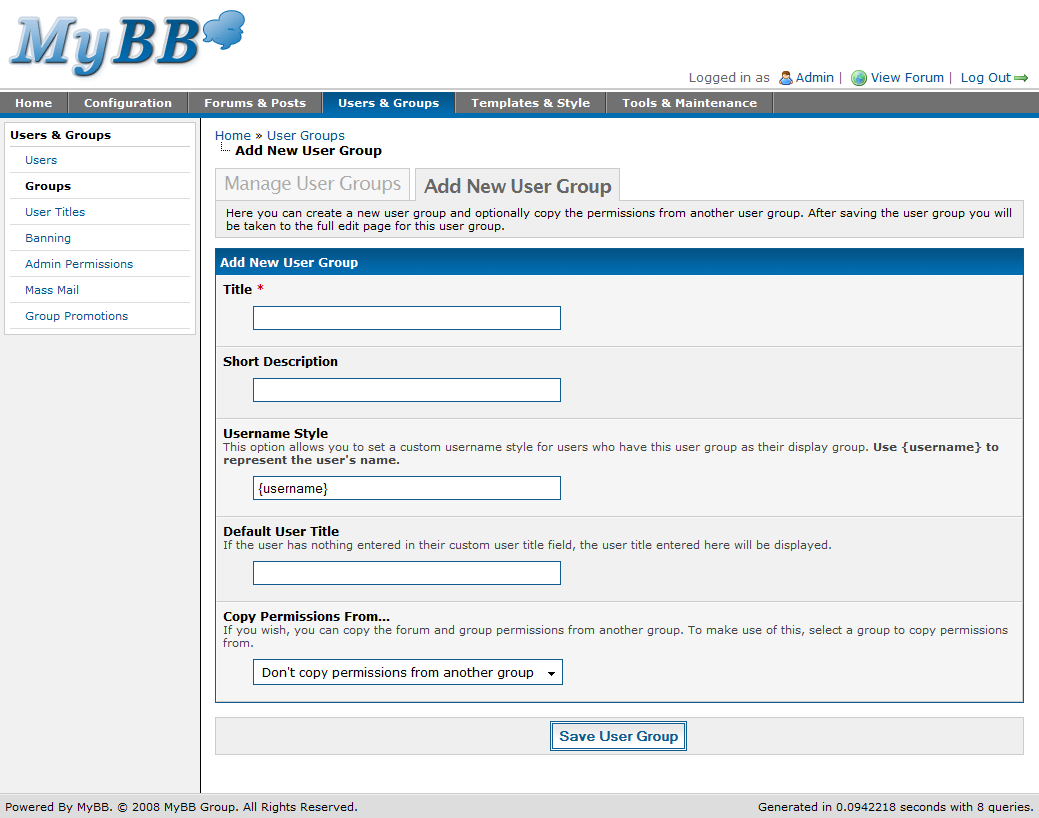 MyBB
Logged in as Admin | View Forum | Log Out
Home Configuration Forums & Posts Users & Groups Templates & Style Tools & Maintenance
Users & Groups
Users
Groups
User Titles
Banning
Admin Permissions
Mass Mail
Group Promotions
Home » User Groups
Add New User Group
Manage User Groups Add New User Group
Here you can create a new user group and optionally copy the permissions from another user group. After saving the user group you will
be taken to the full edit page for this user group.
Add New User Group
Title *
Short Description
Username Style
This option allows you to set a custom username style for users who have this user group as their display group. Use {username} to
represent the user's name.
{username}
Default User Title
If the user has nothing entered in their custom user title field, the user title entered here will be displayed.
Copy Permissions From...
If you wish, you can copy the forum and group permissions from another group. To make use of this, select a group to copy permissions
from.
Don't copy permissions from another group
Save User Group
Powered By MyBB. © 2008 MyBB Group. All Rights Reserved. Generated in 0.0942218 seconds with 8 queries.